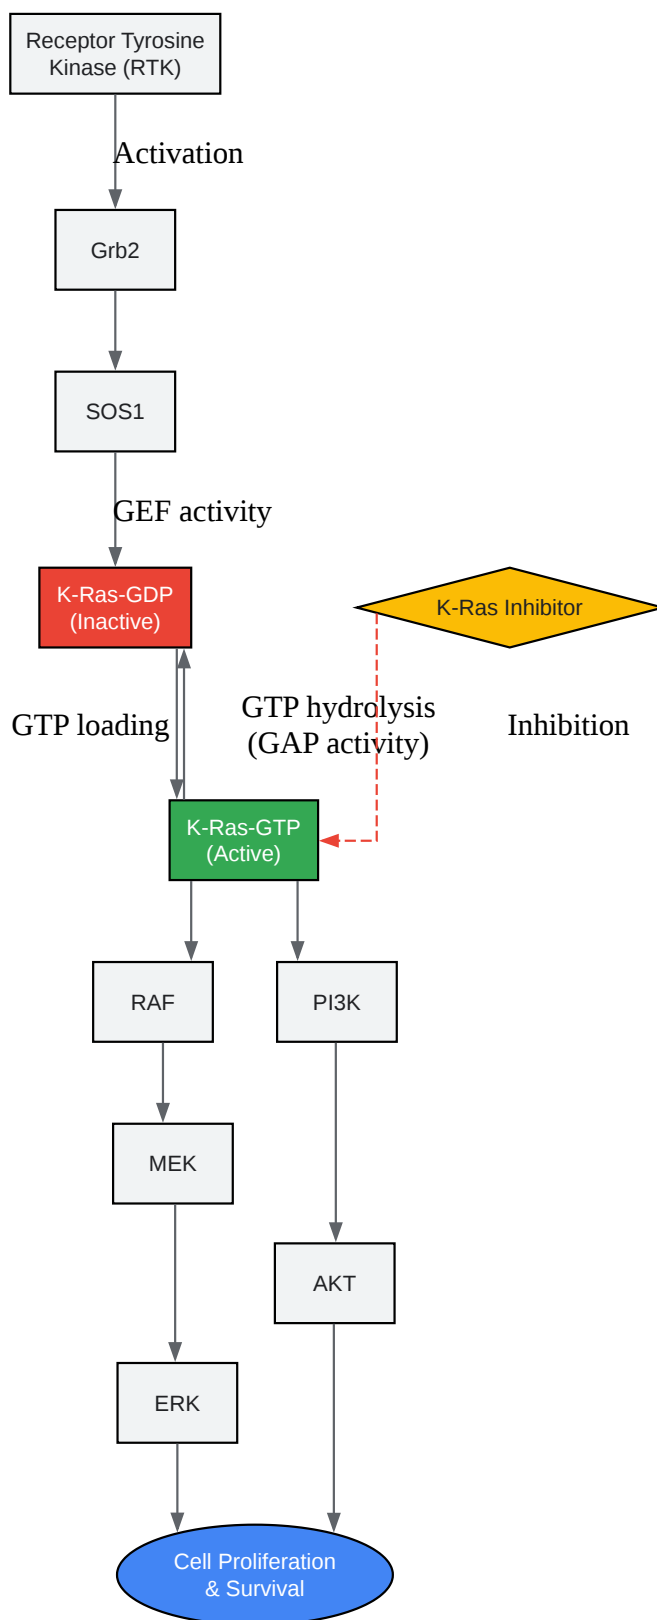 Receptor Tyrosine
Kinase (RTK)
Activation
Grb2
SOS1
GEF activity
K-Ras-GDP
(Inactive)
K-Ras Inhibitor
GTP loading
GTP hydrolysis
(GAP activity)
Inhibition
K-Ras-GTP
(Active)
RAF
PI3K
MEK
AKT
ERK
Cell Proliferation
& Survival